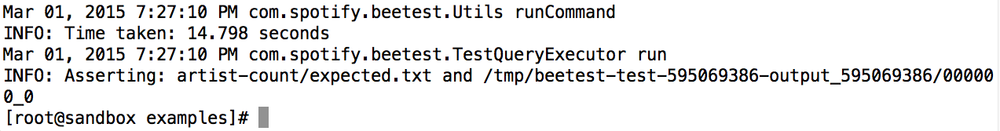 Mar 01, 2015 7:27:10 PM com.spotify.beetest.Utils runCommand
INFO: Time taken: 14.798 seconds
Mar 01, 2015 7:27:10 PM com.spotify.beetest.TestQueryExecutor run
INFO: Asserting: artist-count/expected.txt and /tmp/beetest-test-595069386-output_595069386/00000
0_0
[root@sandbox examples]#